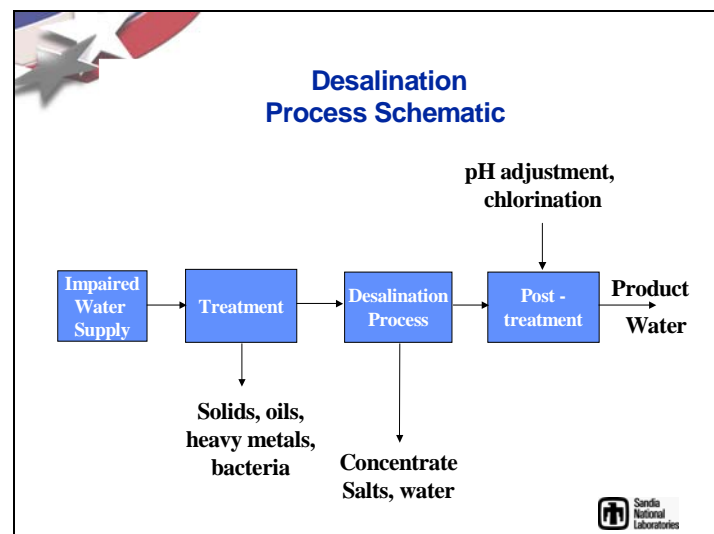 Desalination
Process Schematic
pH adjustment,
chlorination
Impaired
Water
Supply
Treatment
Desalination
Process
Post -
treatment
Product
Water
Solids, oils,
heavy metals,
bacteria
Concentrate
Salts, water
Sandia
National
Laboratories